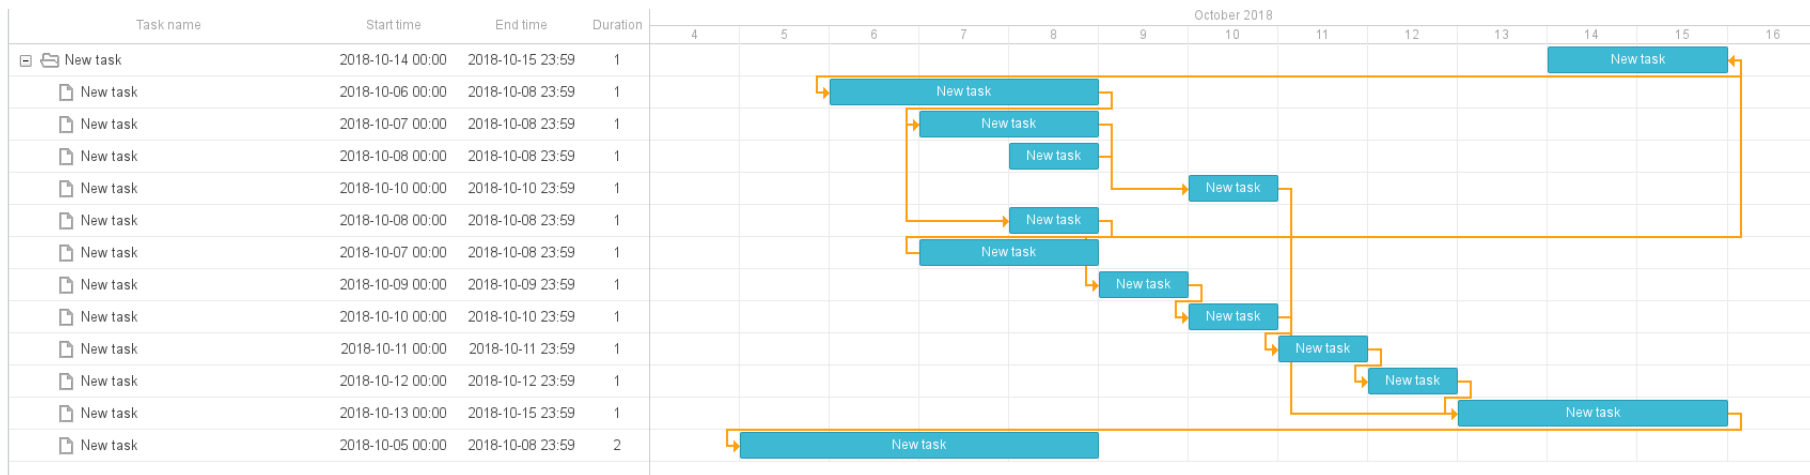 October 2018
Task name Start time End time Duration
4 5 6 7 8 9 10 11 12 13 14 15 16
New task 2018-10-14 00:00 2018-10-15 23:59 1 New task
New task 2018-10-06 00:00 2018-10-08 23:59 1 New task
New task 2018-10-07 00:00 2018-10-08 23:59 1 New task
New task 2018-10-08 00:00 2018-10-08 23:59 1 New task
New task 2018-10-10 00:00 2018-10-10 23:59 1 New task
New task 2018-10-08 00:00 2018-10-08 23:59 1 New task
New task 2018-10-07 00:00 2018-10-08 23:59 1 New task
New task 2018-10-09 00:00 2018-10-09 23:59 1 New task
New task 2018-10-10 00:00 2018-10-10 23:59 1 New task
New task 2018-10-11 00:00 2018-10-11 23:59 1 New task
New task 2018-10-12 00:00 2018-10-12 23:59 1 New task
New task 2018-10-13 00:00 2018-10-15 23:59 1 New task
New task 2018-10-05 00:00 2018-10-08 23:59 2 New task